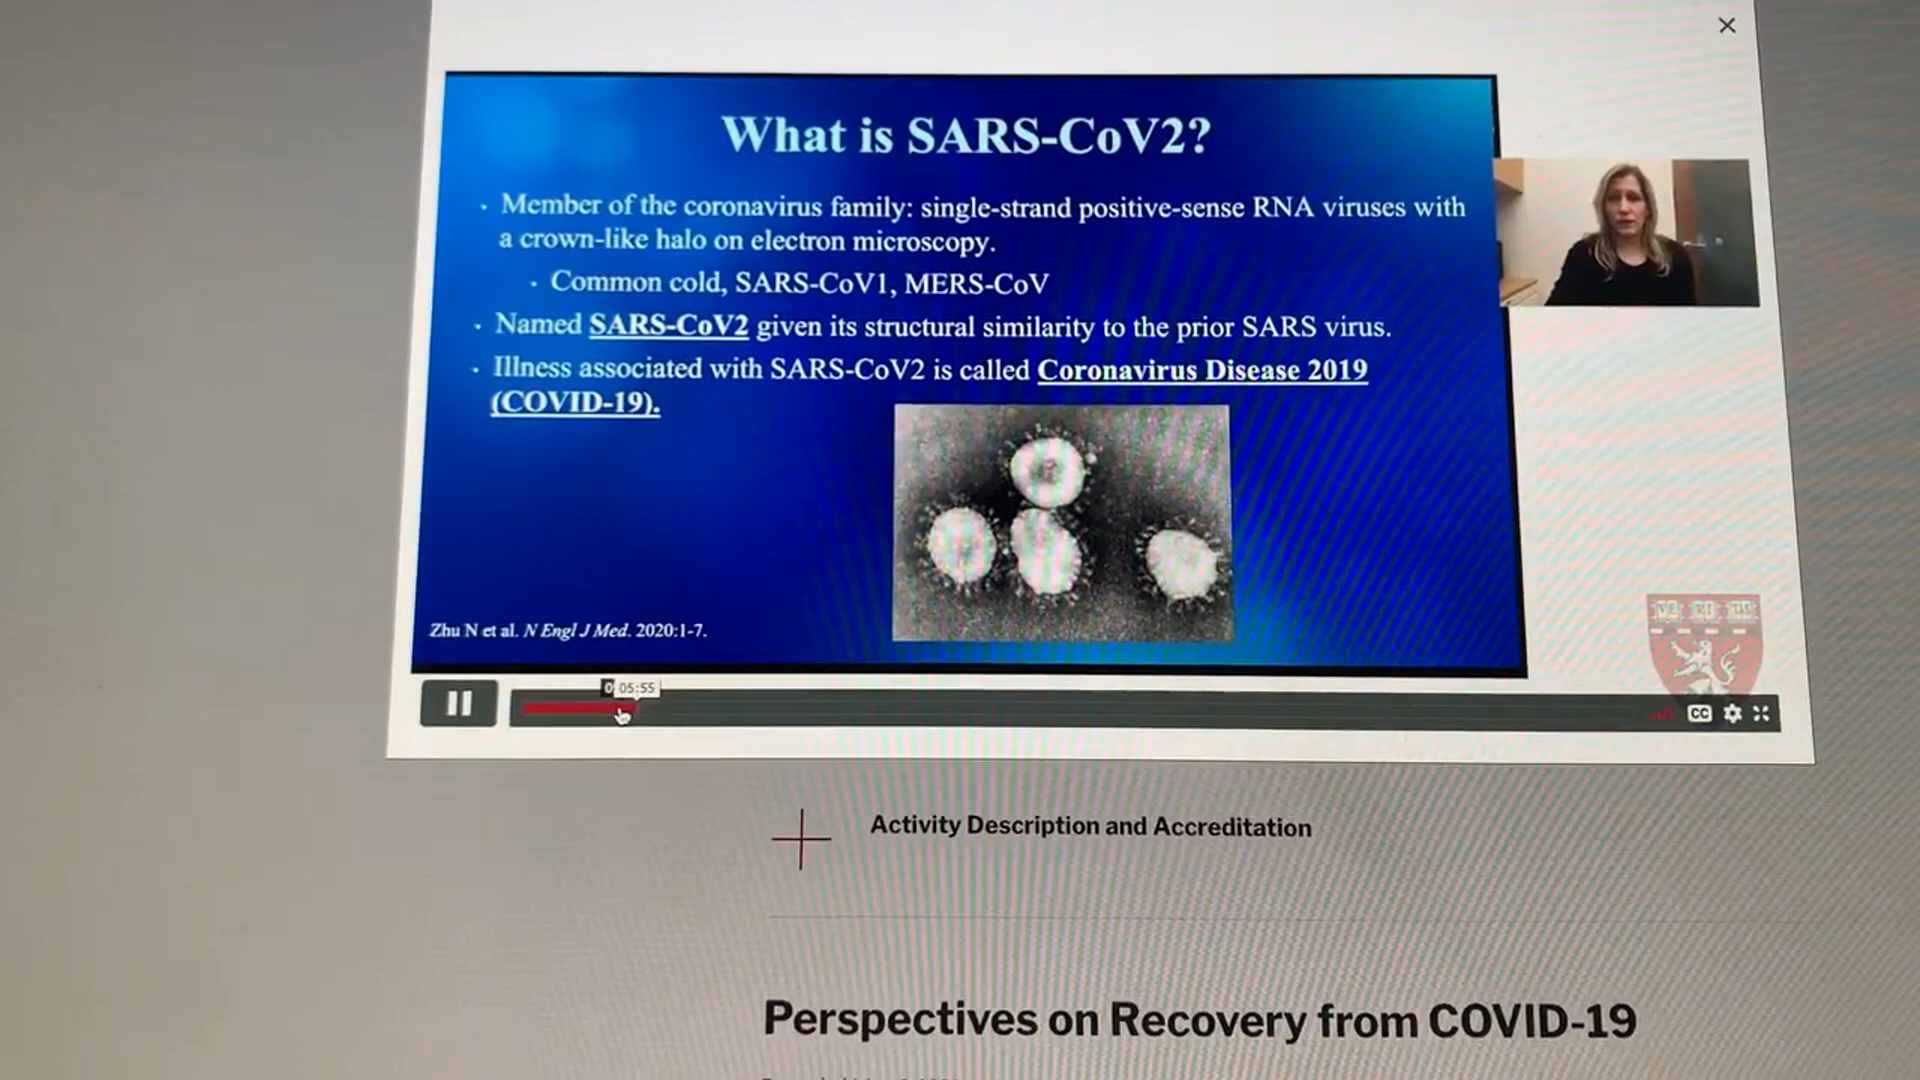 What is SARS-CoV2?
· Member of the coronavirus family: single-strand positive-sense RNA viruses with
a crown-like halo on electron microscopy.
· Common cold, SARS-CoV1, MERS-CoV
· Named SARS-CoV2 given its structural similarity to the prior SARS virus.
· Illness associated with SARS-CoV2 is called Coronavirus Disease 2019
(COVID-19).
Zhu N et al. N Engl J Med. 2020:1-7.
VE RI TAS
05:55
CC
Activity Description and Accreditation
Perspectives on Recovery from COVID-19